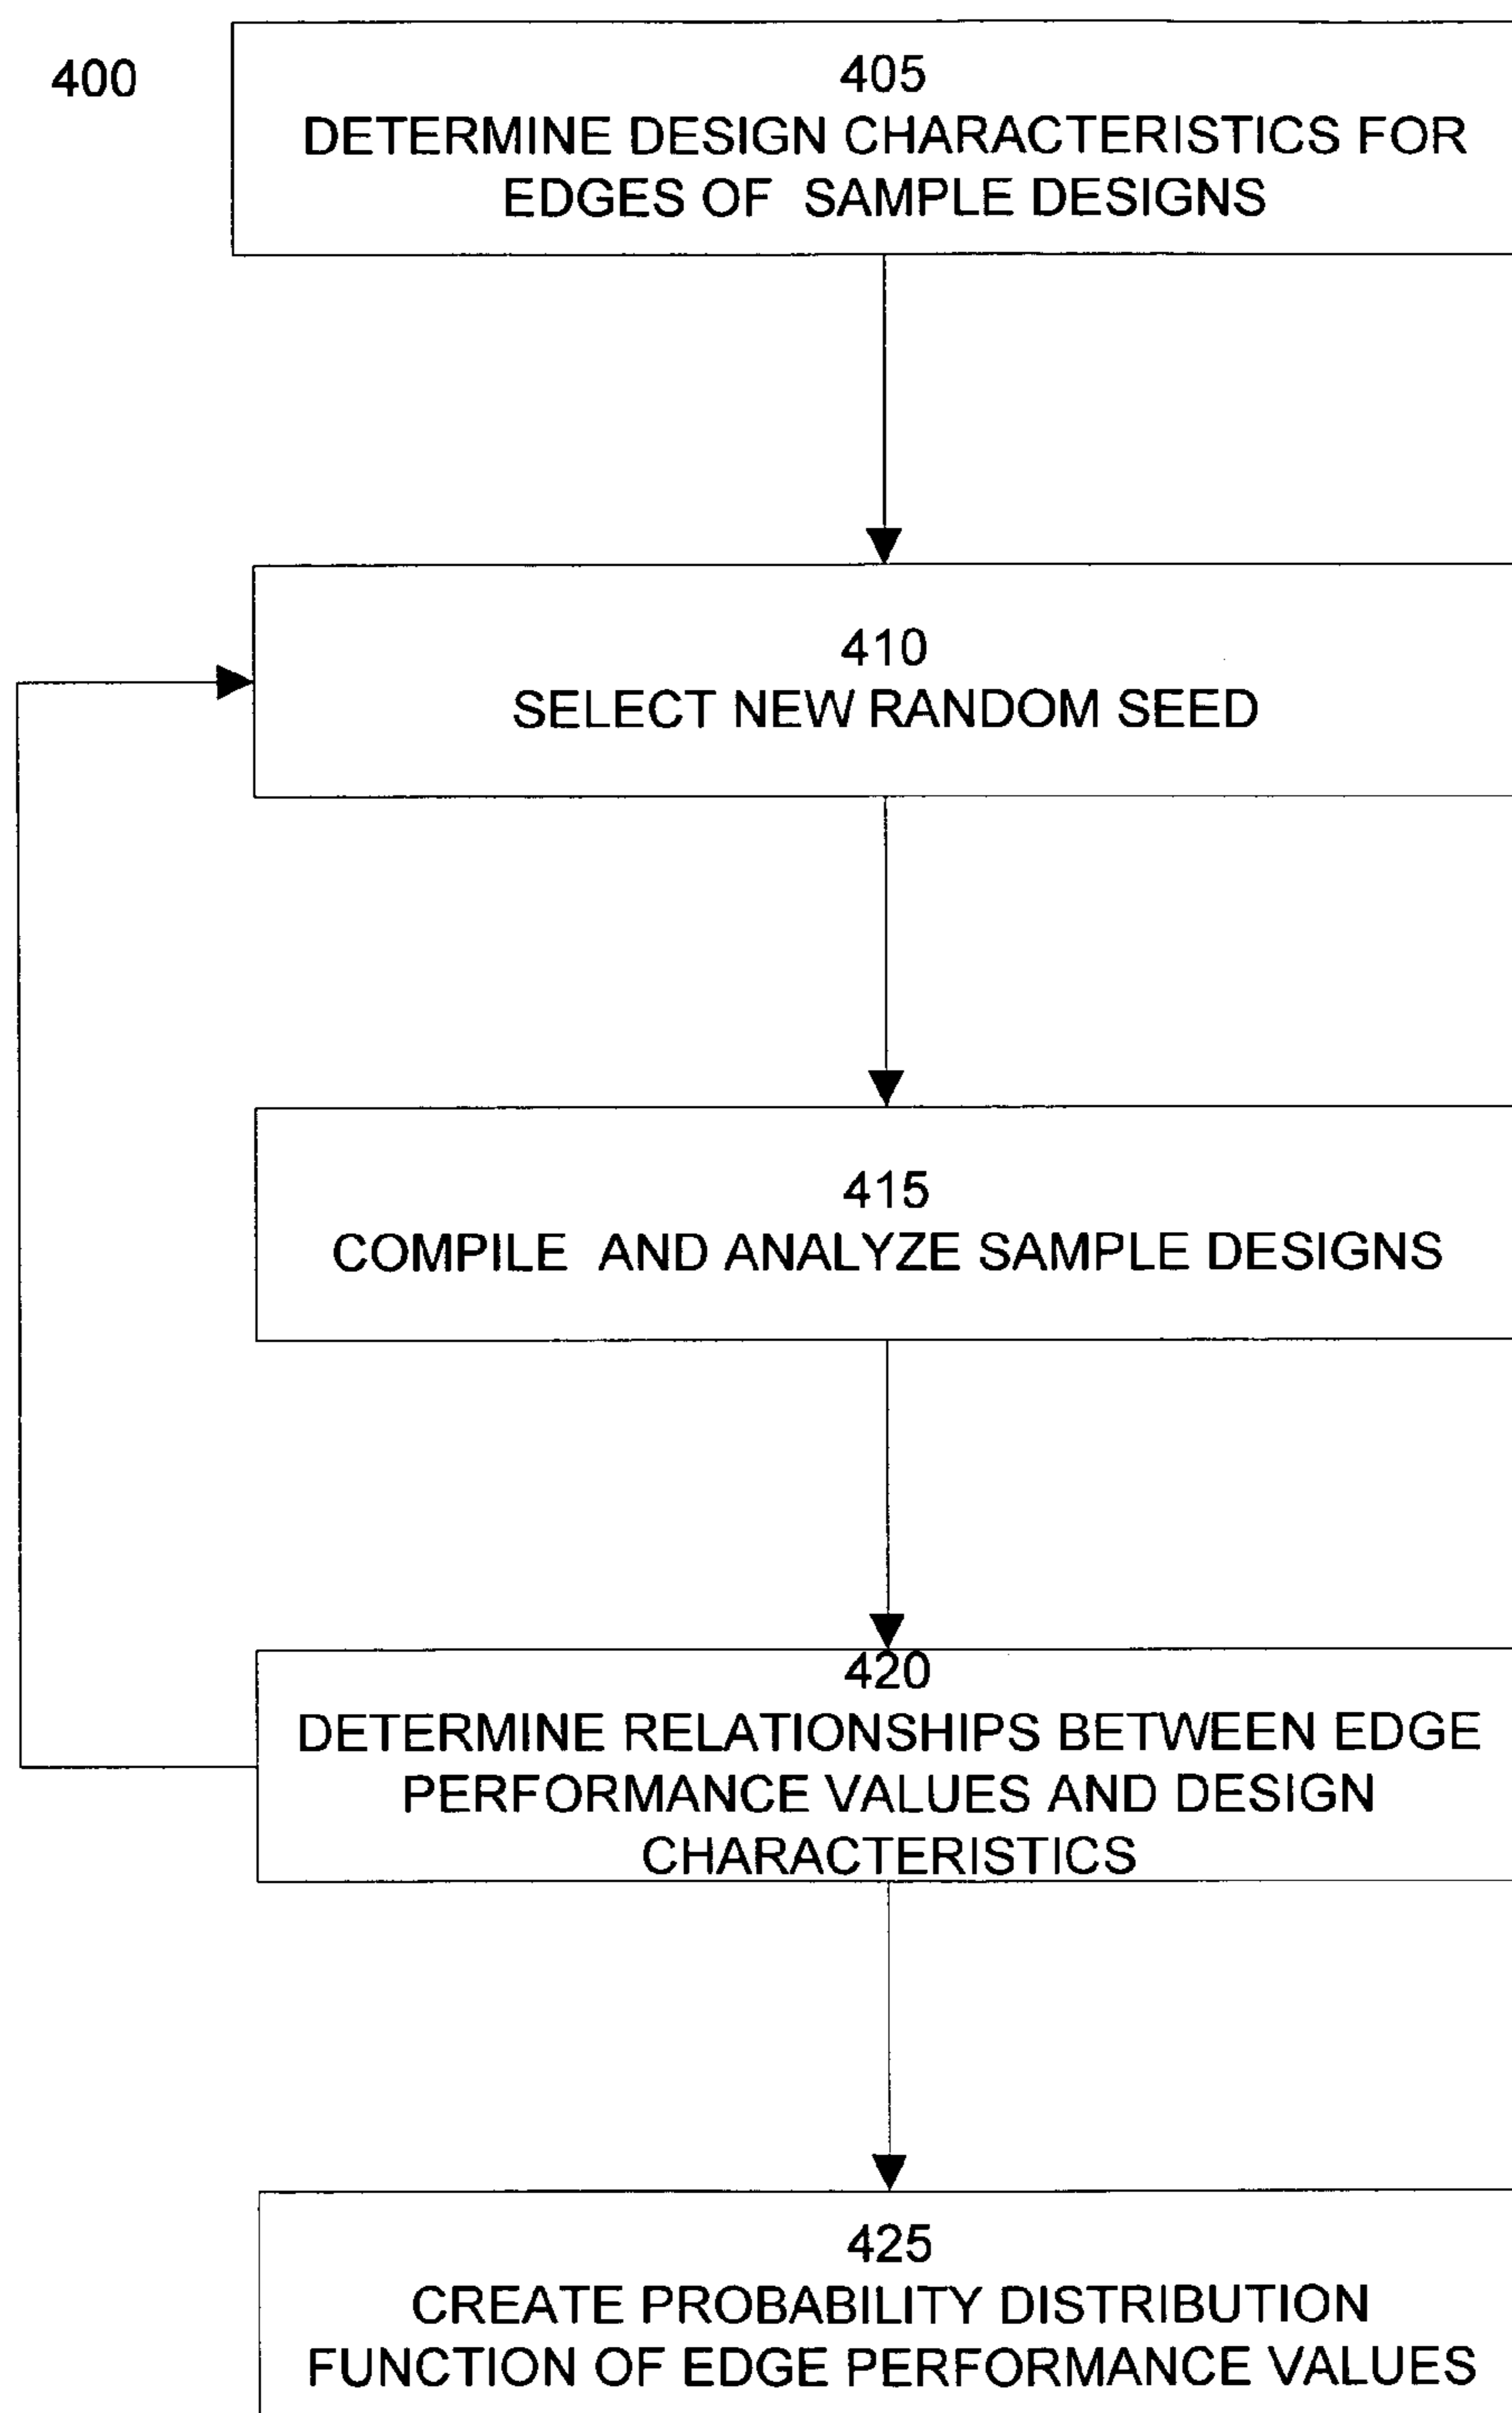 400
405
DETERMINE DESIGN CHARACTERISTICS FOR
EDGES OF SAMPLE DESIGNS
410
SELECT NEW RANDOM SEED
415
COMPILE AND ANALYZE SAMPLE DESIGNS
420
DETERMINE RELATIONSHIPS BETWEEN EDGE
PERFORMANCE VALUES AND DESIGN
CHARACTERISTICS
425
CREATE PROBABILITY DISTRIBUTION
FUNCTION OF EDGE PERFORMANCE VALUES